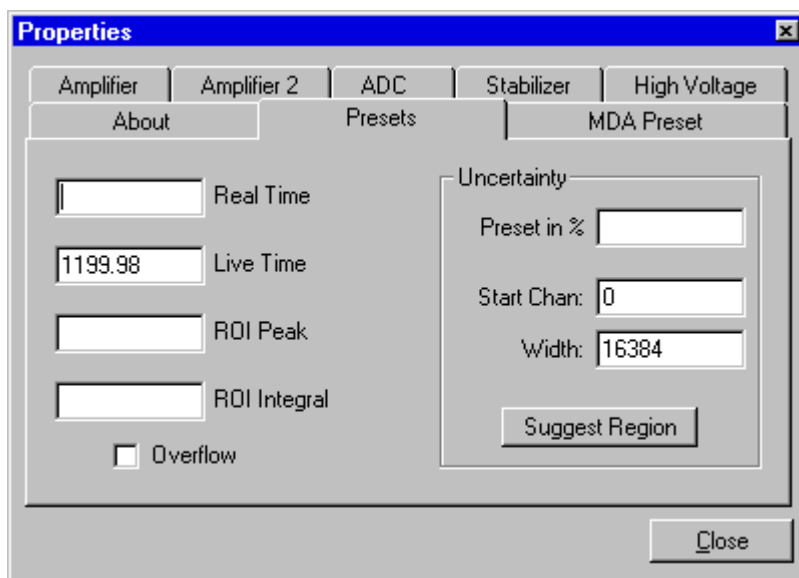 Properties
Amplifier Amplifier 2 ADC Stabilizer High Voltage
About Presets MDA Preset
Real Time
1199.98 Live Time
ROI Peak
ROI Integral
Overflow
Uncertainty
Preset in %
Start Chan: 0
Width: 16384
Suggest Region
Close